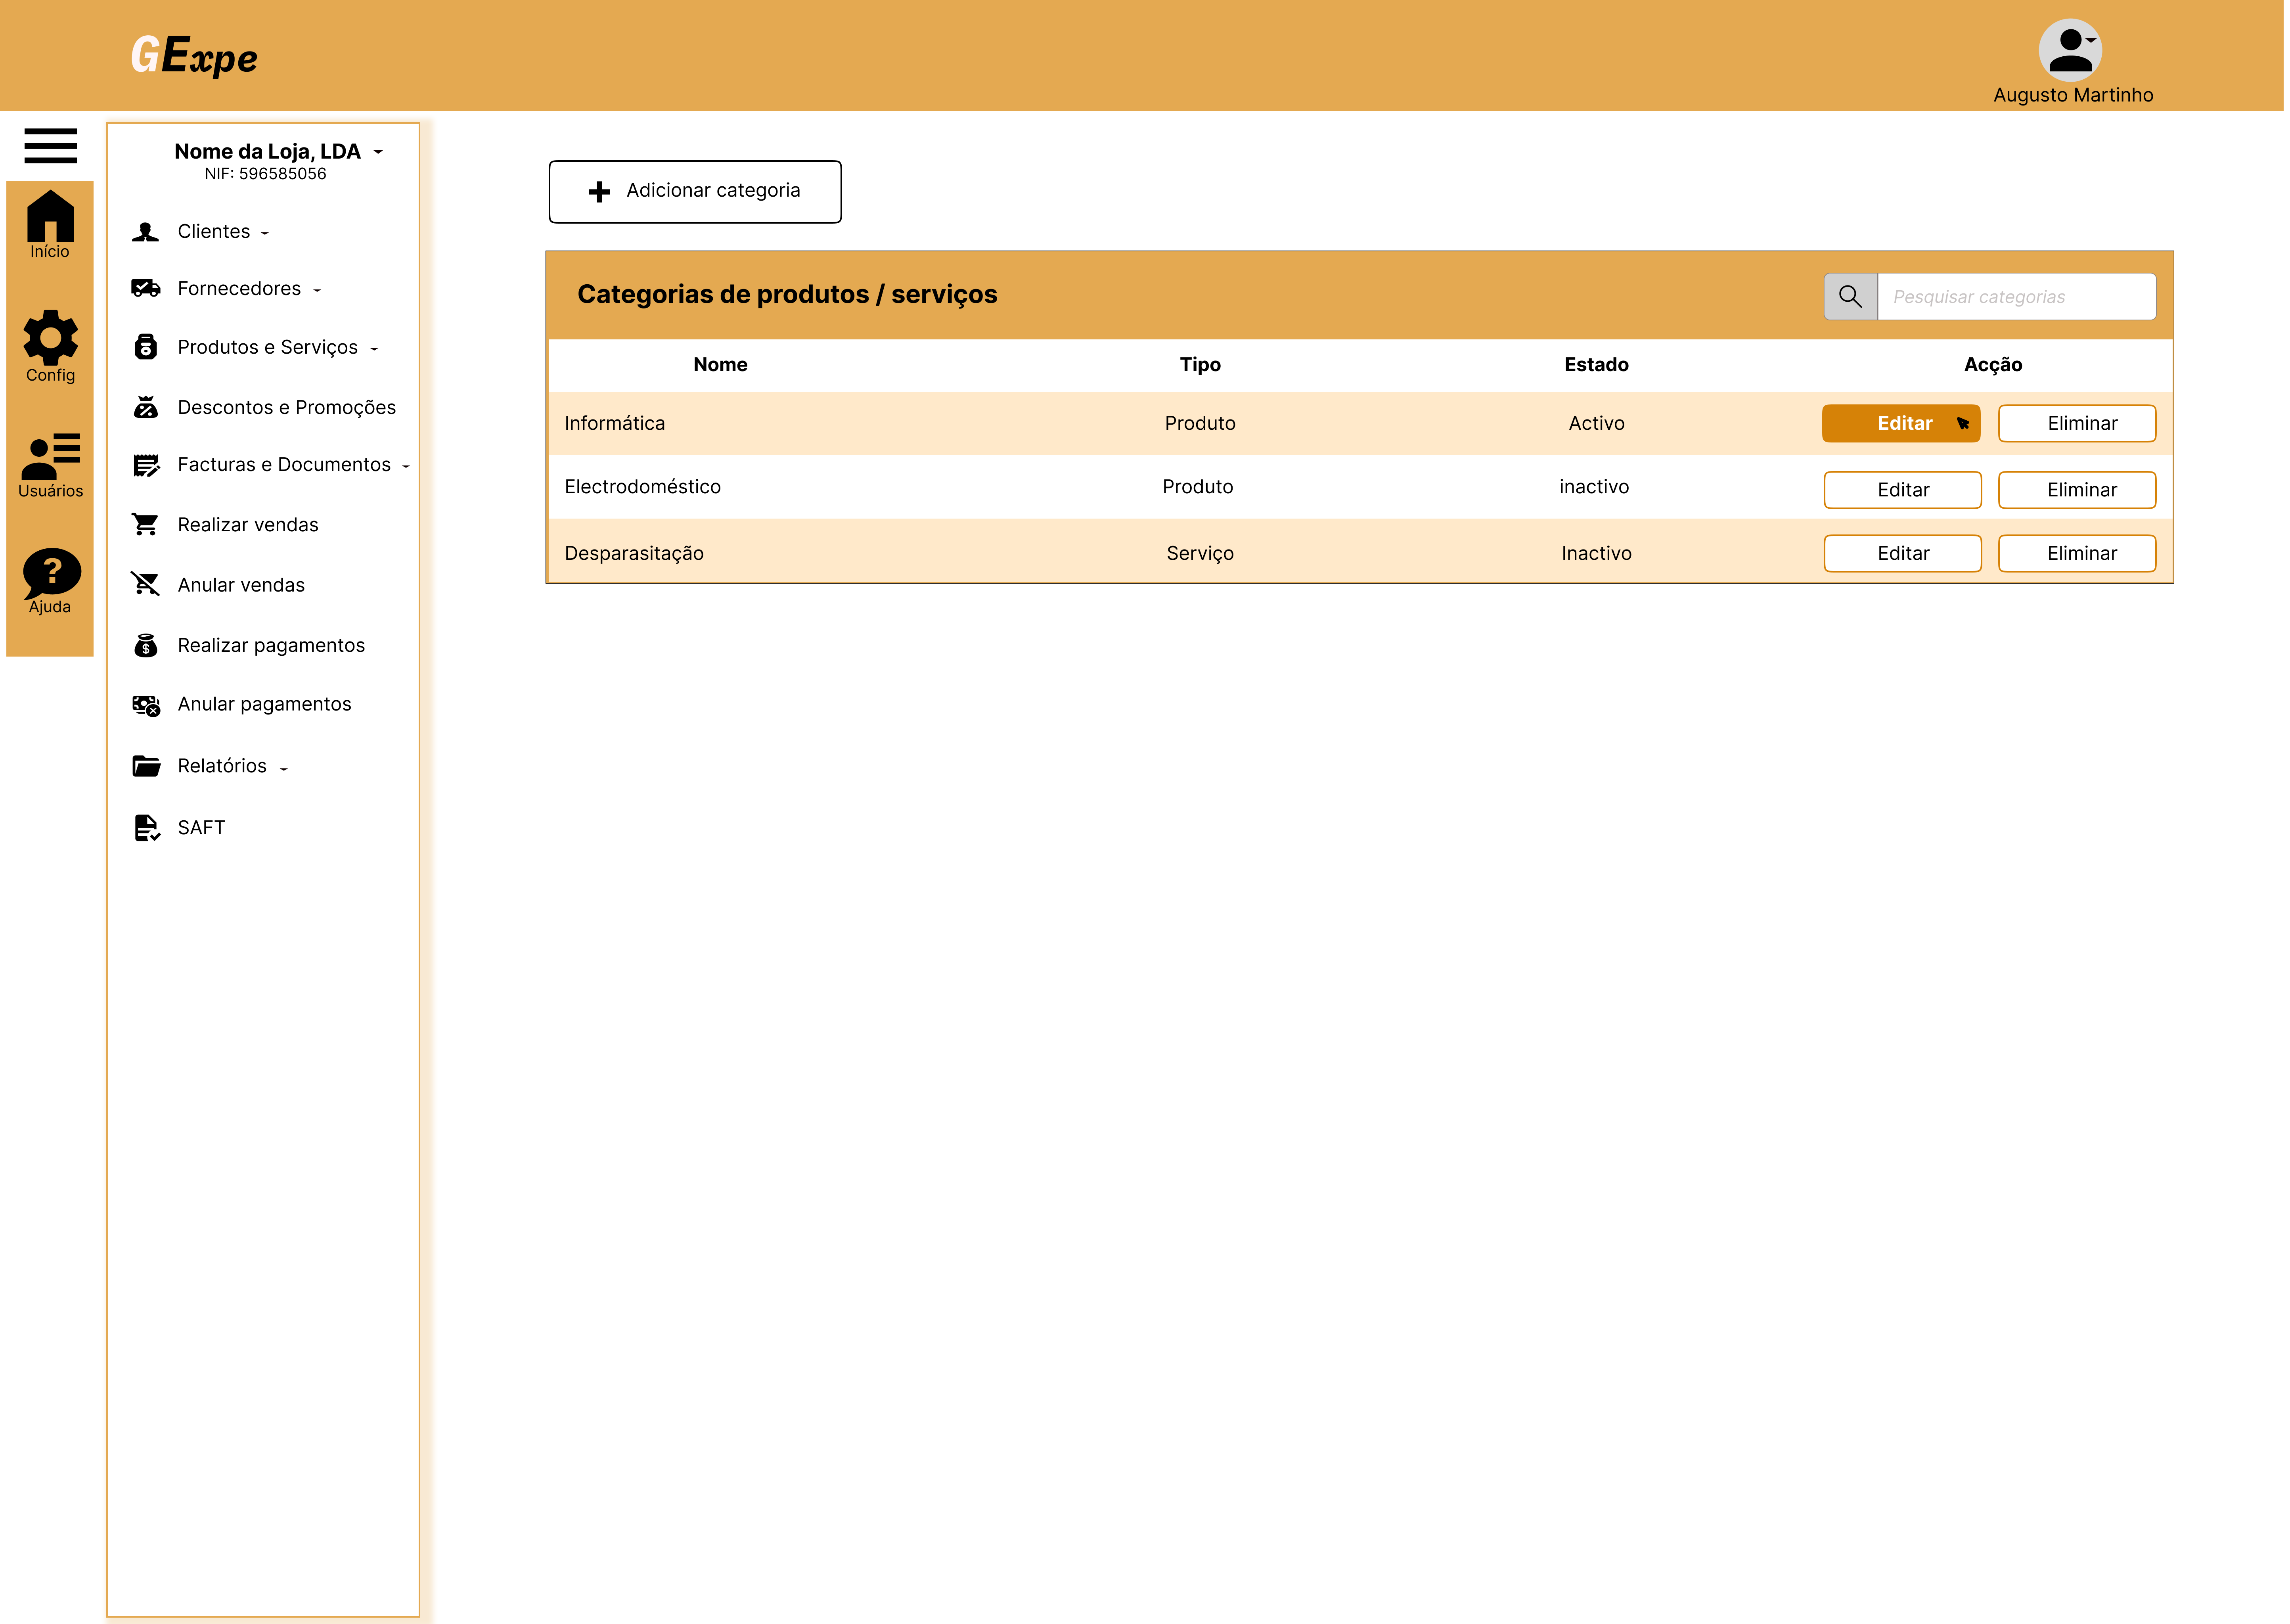 GExpe
Augusto Martinho
Início
Config
Usuários
?
Ajuda
Nome da Loja, LDA
NIF: 596585056
Clientes
Fornecedores
Produtos e Serviços
Descontos e Promoções
Facturas e Documentos
Realizar vendas
Anular vendas
Realizar pagamentos
Anular pagamentos
Relatórios
SAFT
Adicionar categoria
Categorias de produtos / serviços
Pesquisar categorias
Nome Tipo Estado Acção
Informática Produto Activo Editar Eliminar
Electrodoméstico Produto inactivo Editar Eliminar
Desparasitação Serviço Inactivo Editar Eliminar